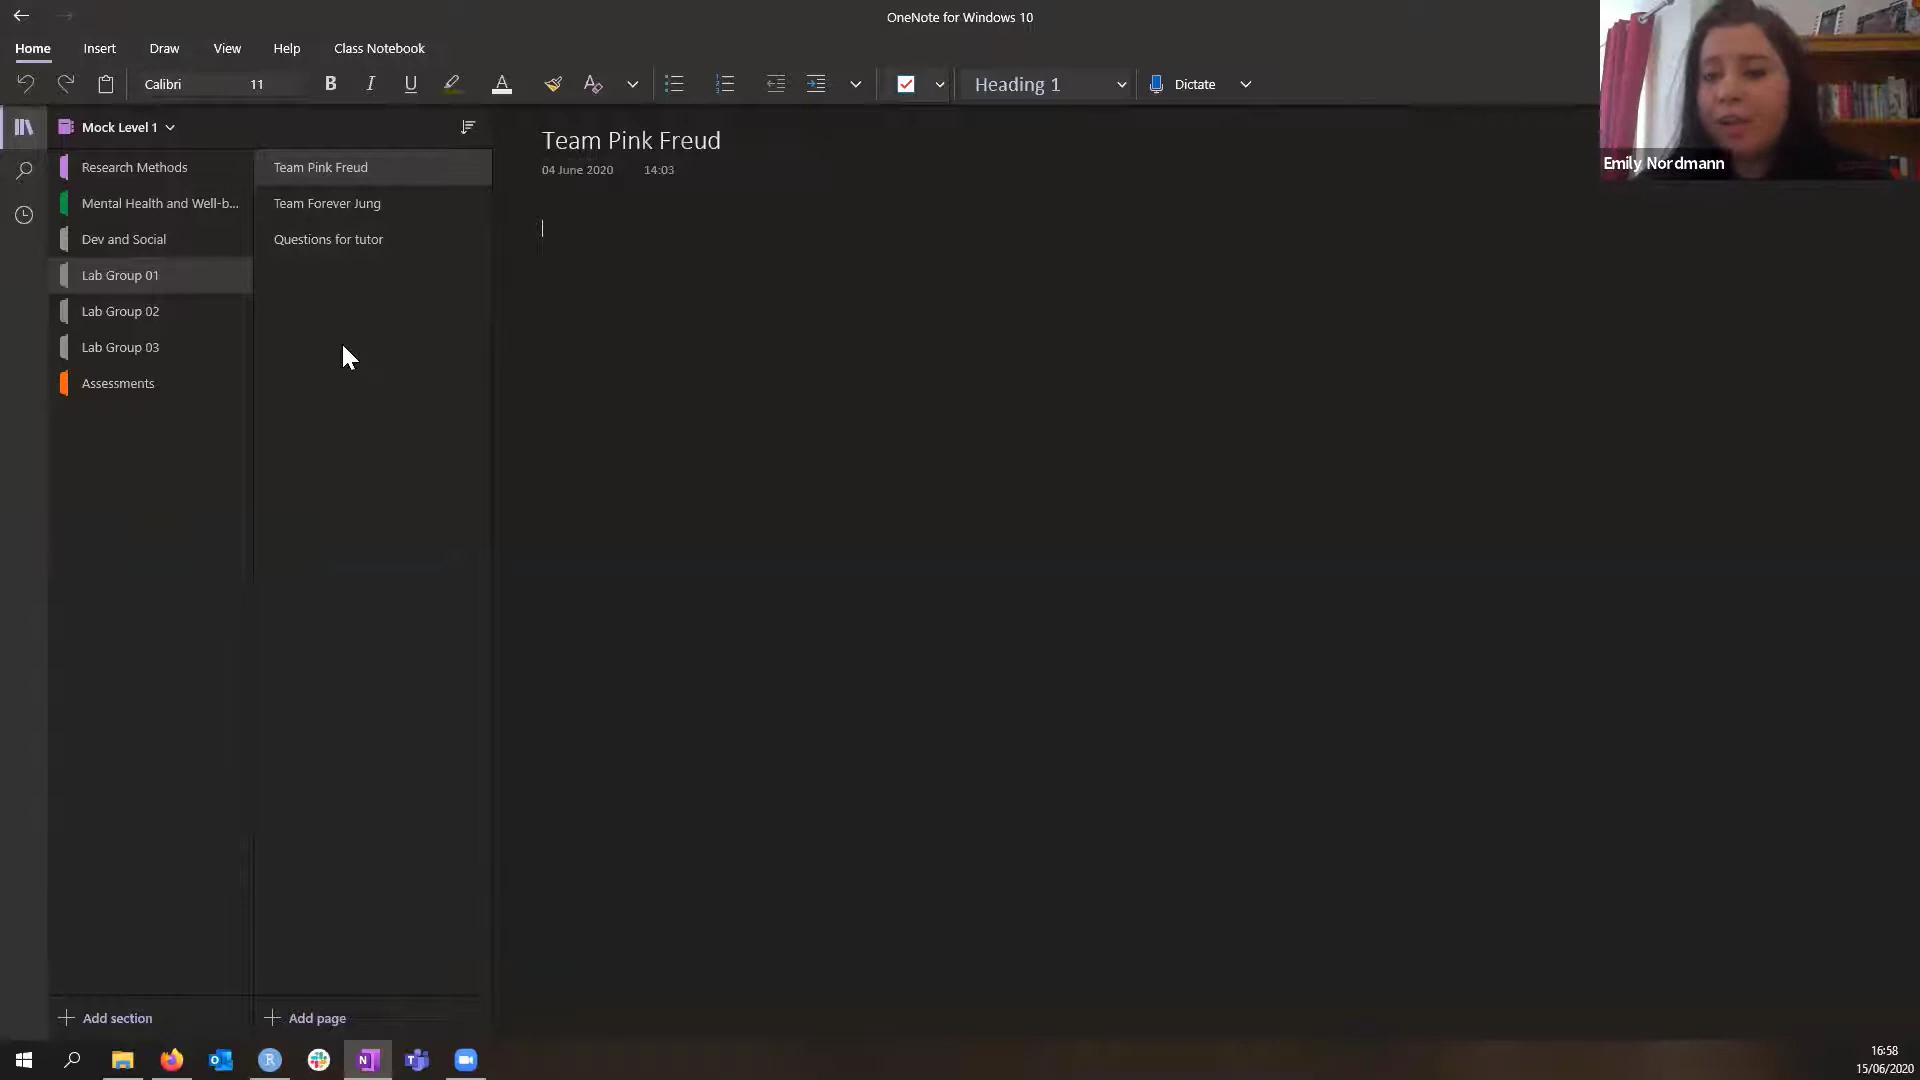 OneNote for Windows 10
Home Insert Draw View Help Class Notebook
Calibri 11 B I U A Heading 1 Dictate
Mock Level 1
Research Methods
Mental Health and Well-b...
Dev and Social
Lab Group 01
Lab Group 02
Lab Group 03
Assessments
Add section
Team Pink Freud
Team Forever Jung
Questions for tutor
Add page
Team Pink Freud
04 June 2020 14:03
Emily Nordmann
16:58
15/06/2020